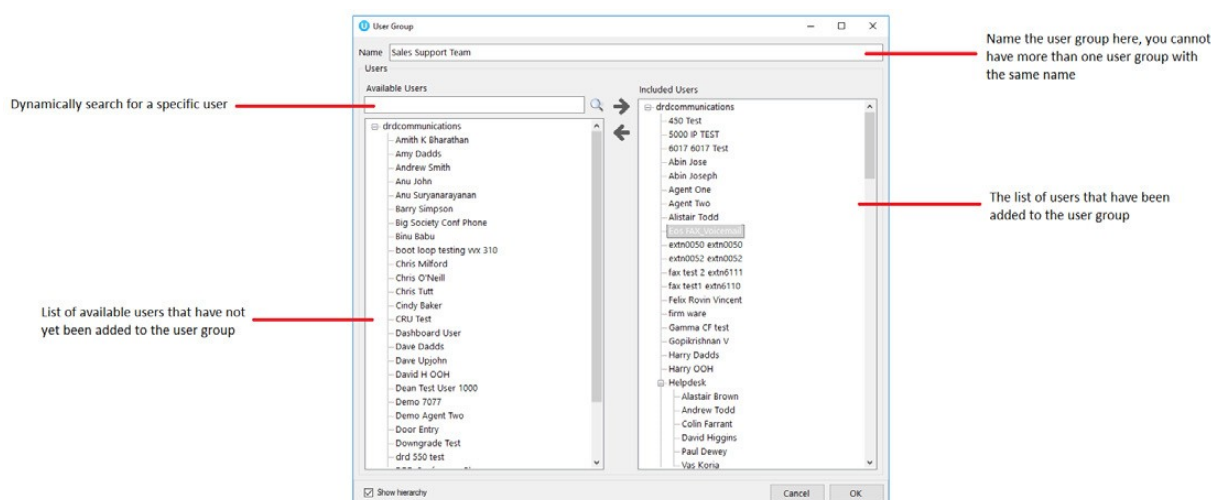 User Group
Name Sales Support Team
Name the user group here, you cannot
have more than one user group with
the same name
Users
Available Users
Included Users
Dynamically search for a specific user
drdcommunications
Amith K Bharathan
Amy Dadds
Andrew Smith
Anu John
Anu Suryanarayanan
Barry Simpson
Big Society Conf Phone
Binu Babu
boot loop testing vvx 310
Chris Milford
Chris O'Neill
Chris Tutt
Cindy Baker
CRU Test
Dashboard User
Dave Dadds
Dave Upjohn
David H OOH
Dean Test User 1000
Demo 7077
Demo Agent Two
Door Entry
Downgrade Test
drd 550 test
List of available users that have not
yet been added to the user group
drdcommunications
450 Test
5000 IP TEST
6017 6017 Test
Abin Jose
Abin Joseph
Agent One
Agent Two
Alistair Todd
Eos FAX_Voicemail
extn0050 extn0050
extn0052 extn0052
fax test 2 extn6111
fax test1 extn6110
Felix Rovin Vincent
firm ware
Gamma CF test
Gopikrishnan V
Harry Dadds
Harry OOH
Helpdesk
Alastair Brown
Andrew Todd
Colin Farrant
David Higgins
Paul Dewey
Vas Koria
The list of users that have been
added to the user group
Show hierarchy
Cancel
OK